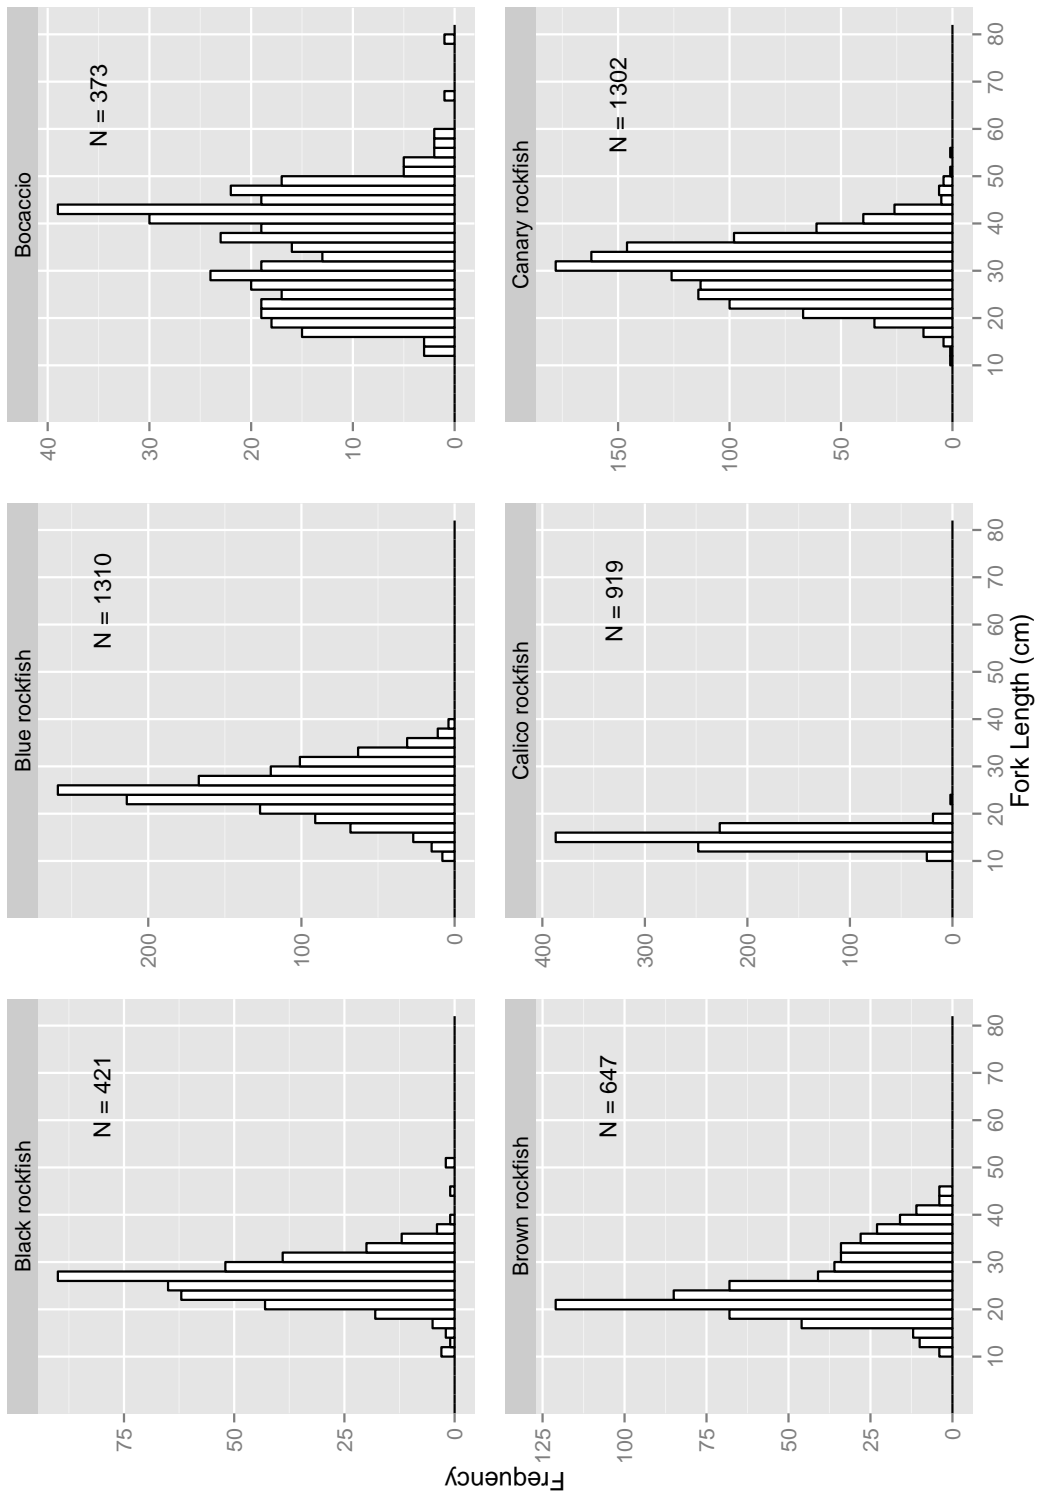 Black rockfish
Blue rockfish
Bocaccio
N = 421
N = 1310
N = 373
75
50
25
0
200
100
0
40
30
20
10
0
Brown rockfish
Calico rockfish
Canary rockfish
N = 647
N = 919
N = 1302
125
100
75
50
25
0
400
300
200
100
0
150
100
50
0
10 20 30 40 50 60 70 80
10 20 30 40 50 60 70 80
10 20 30 40 50 60 70 80
Fork Length (cm)
Frequency